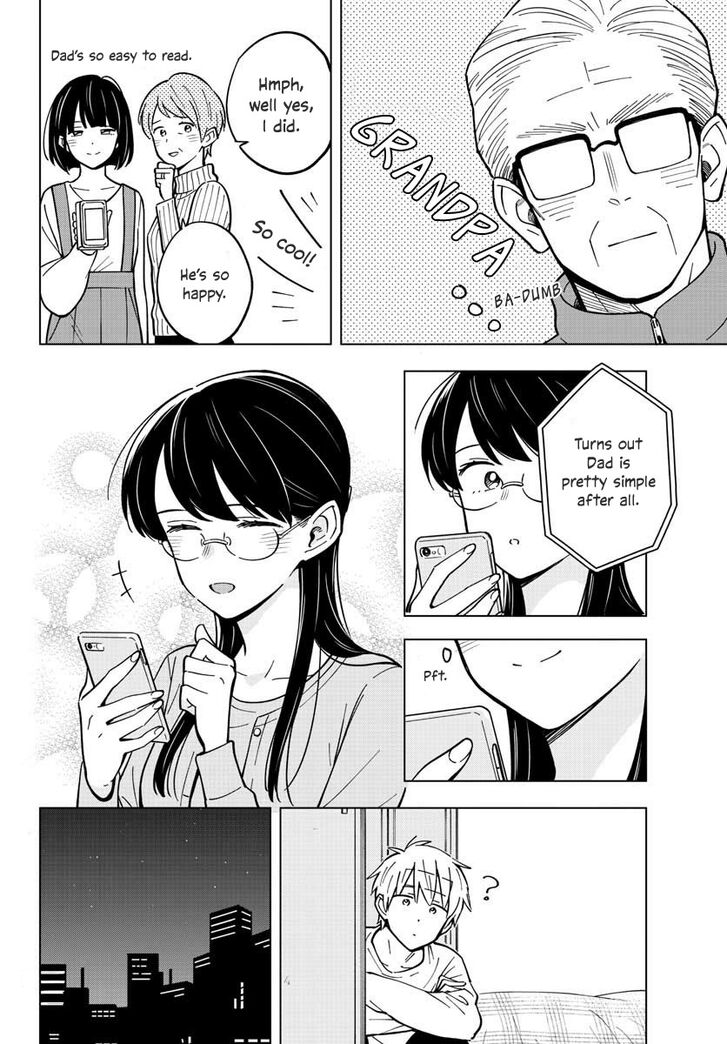 GRANDPA
...
BA-DUMB
Dad's so easy to read.
Hmph,
well yes,
I did.
So cool!
He's so
happy.
Turns out
Dad is
pretty simple
after all.
Pft.
?